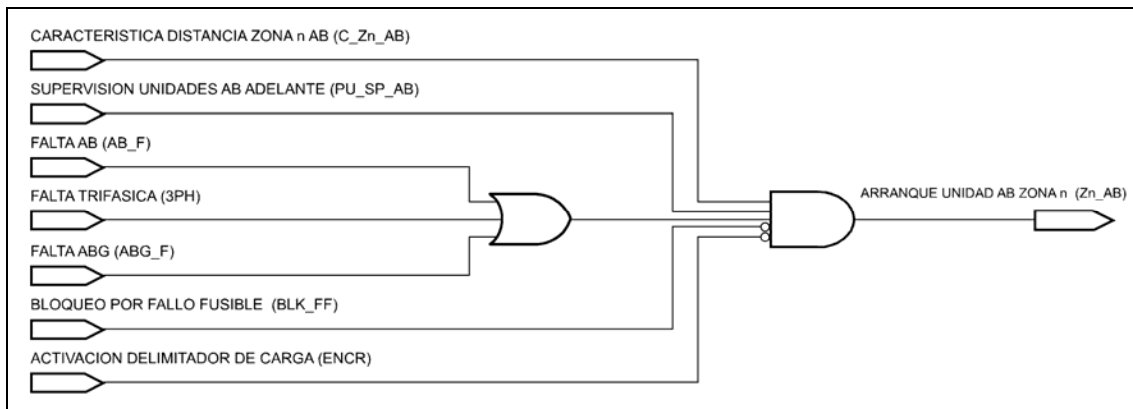 CARACTERISTICA DISTANCIA ZONA n AB (C_Zn_AB)
SUPERVISION UNIDADES AB ADELANTE (PU_SP_AB)
FALTA AB (AB_F)
FALTA TRIFASICA (3PH)
ARRANQUE UNIDAD AB ZONA n (Zn_AB)
FALTA ABG (ABG_F)
BLOQUEO POR FALLO FUSIBLE (BLK_FF)
ACTIVACION DELIMITADOR DE CARGA (ENCR)